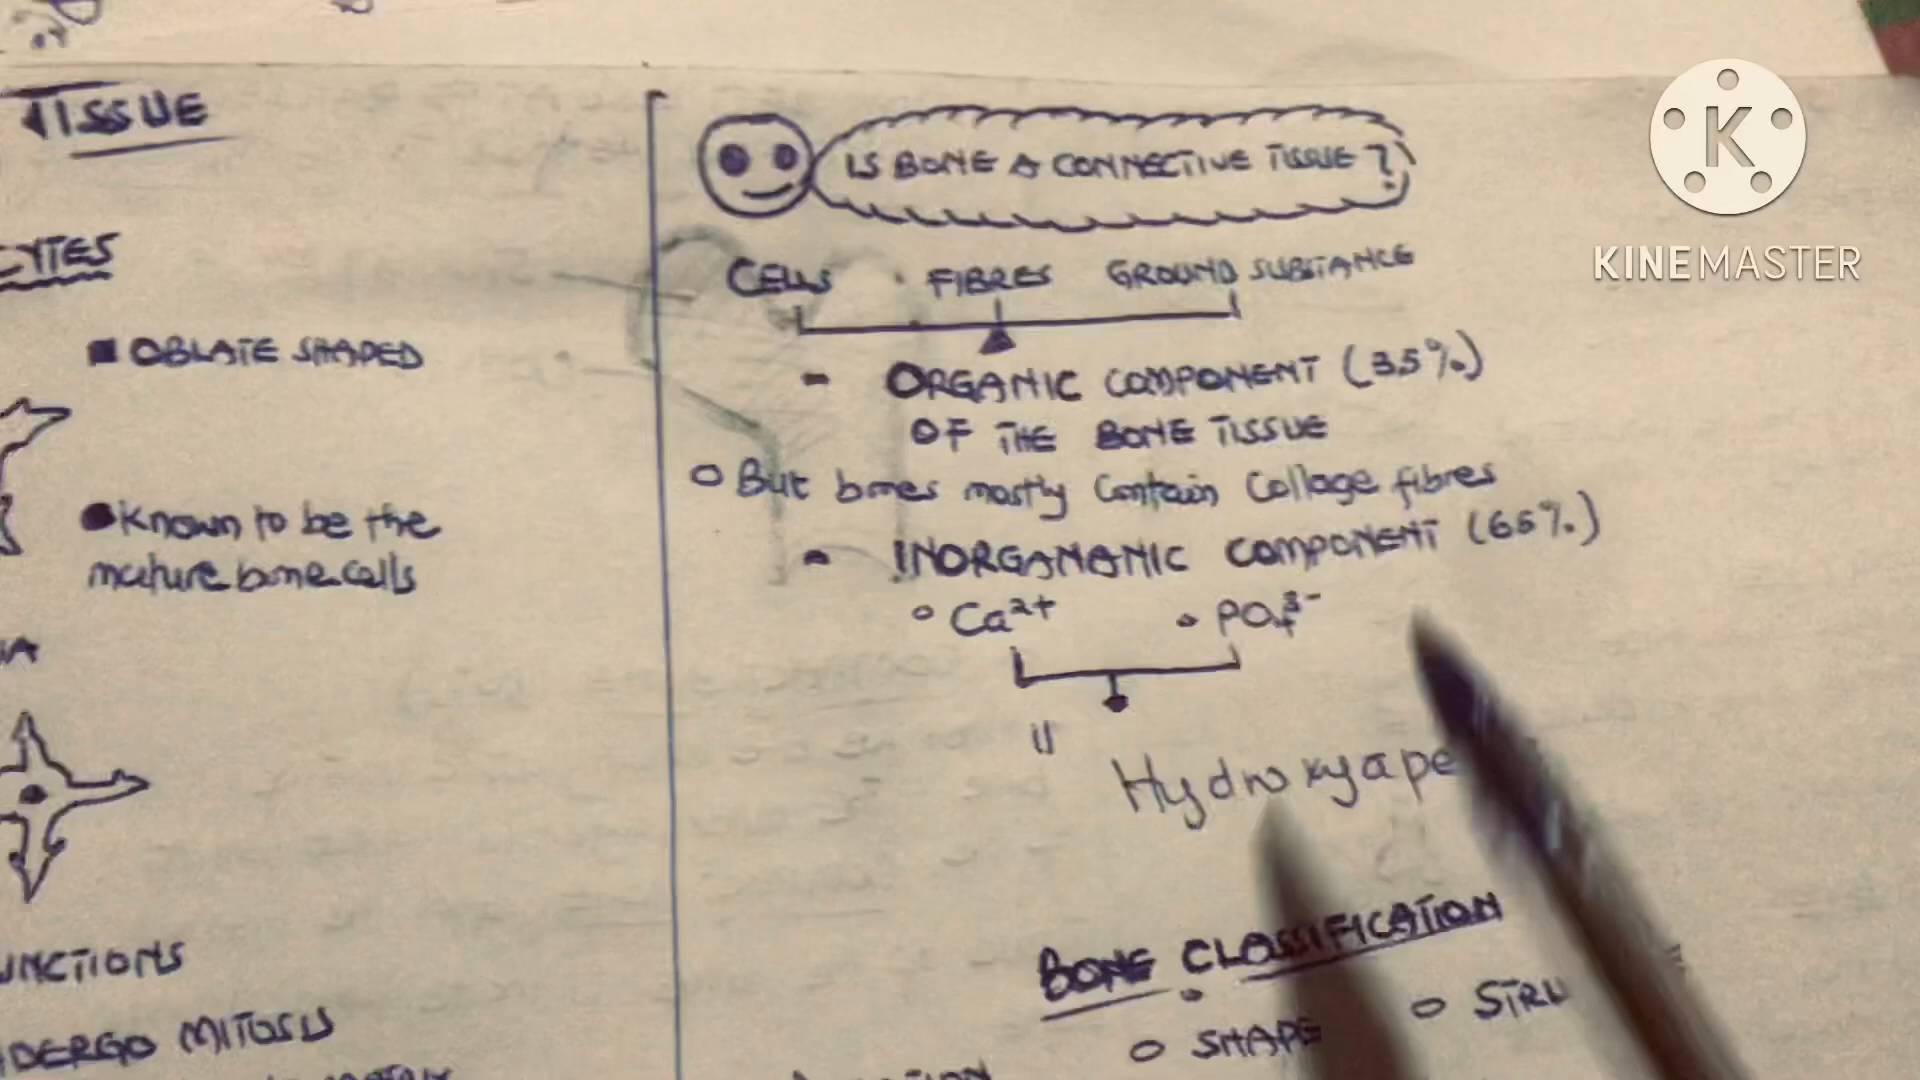 TISSUE
CYTES
■ OBLATE SHAPED
● Known to be the
mature bone cells
UNCTIONS
DERGO MITOSIS
IS BONE A CONNECTIVE TISSUE ?
CELLS FIBRES GROUND SUBSTANCE
- ORGANIC COMPONENT (35%)
OF THE BONE TISSUE
○ But bones mostly contain Collage fibres
- INORGANANIC COMPONENT (65%)
° Ca²⁺ ° PO₄³⁻
Hydroxyape
BONE CLASSIFICATION
○ SHAPE ○ STRU
KINEMASTER